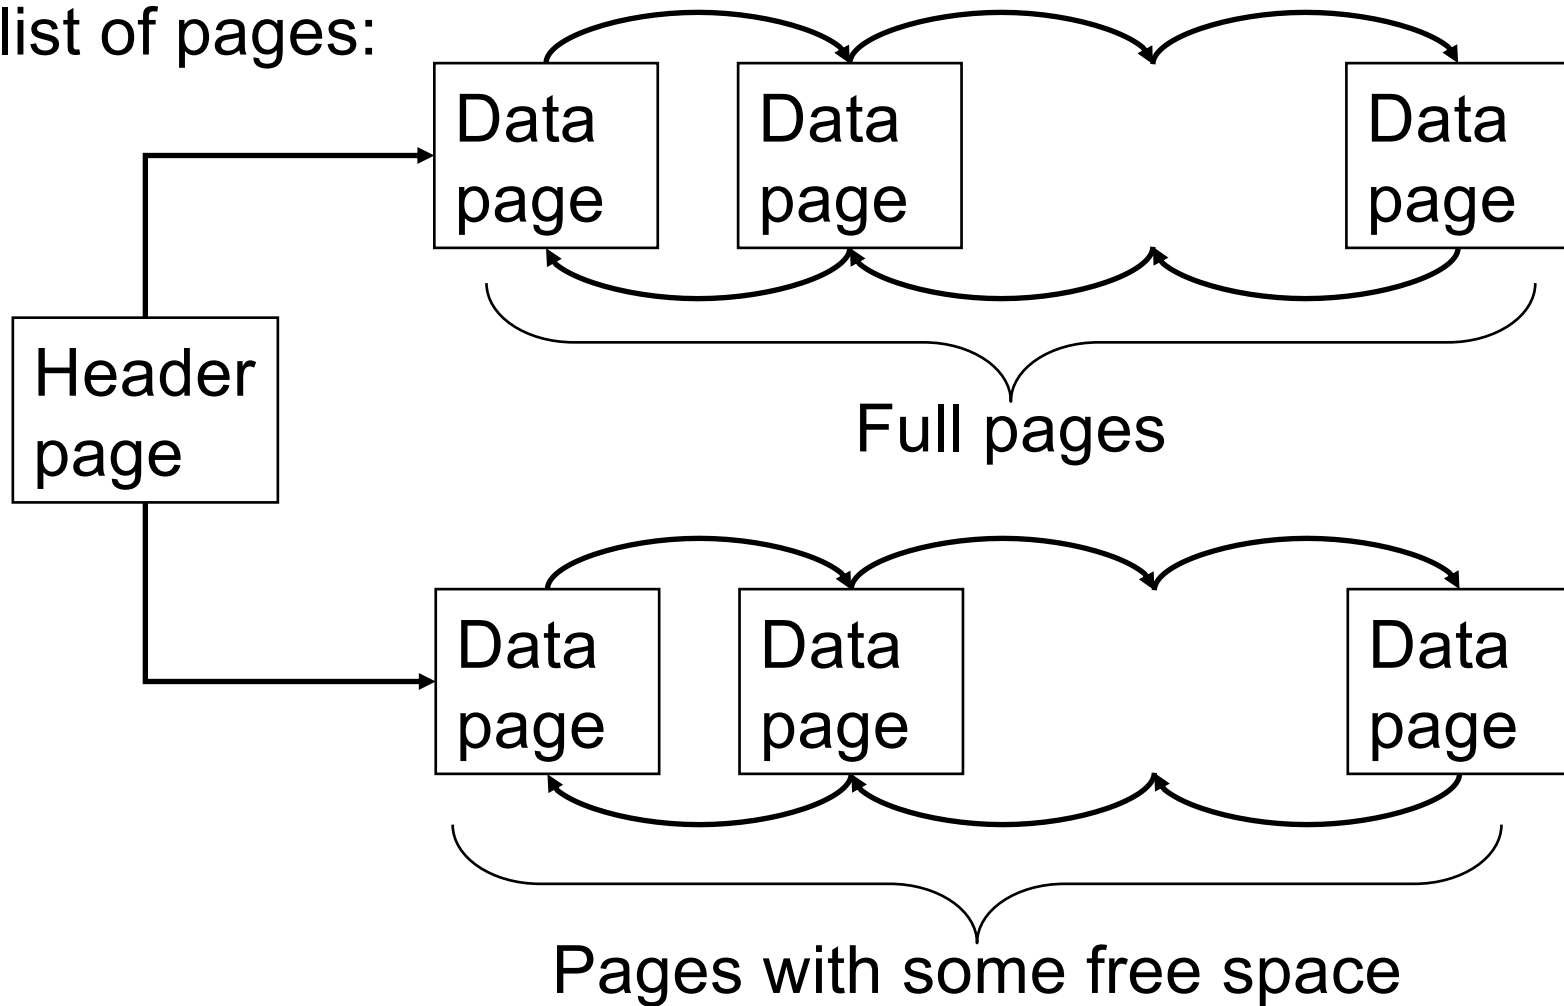 list of pages:
Data
page
Data
page
Data
page
Header
page
Full pages
Data
page
Data
page
Data
page
Pages with some free space